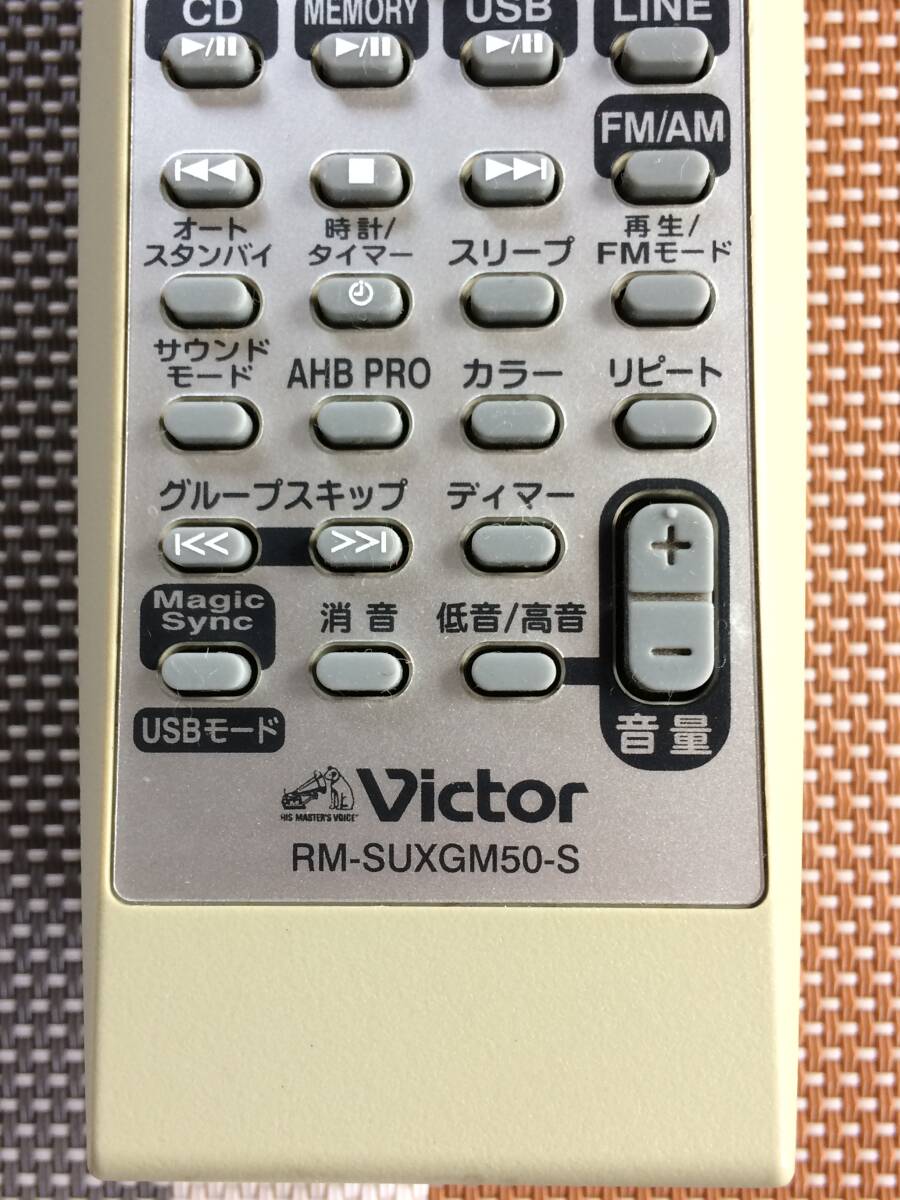 CD MEMORY USB LINE
FM/AM
オート
スタンバイ
時計/
タイマー
スリープ
再生/
FMモード
サウンド
モード
AHB PRO
カラー
リピート
グループスキップ
ディマー
+
−
音量
Magic
Sync
消音
低音/高音
USBモード
HIS MASTER'S VOICE
Victor
RM-SUXGM50-S